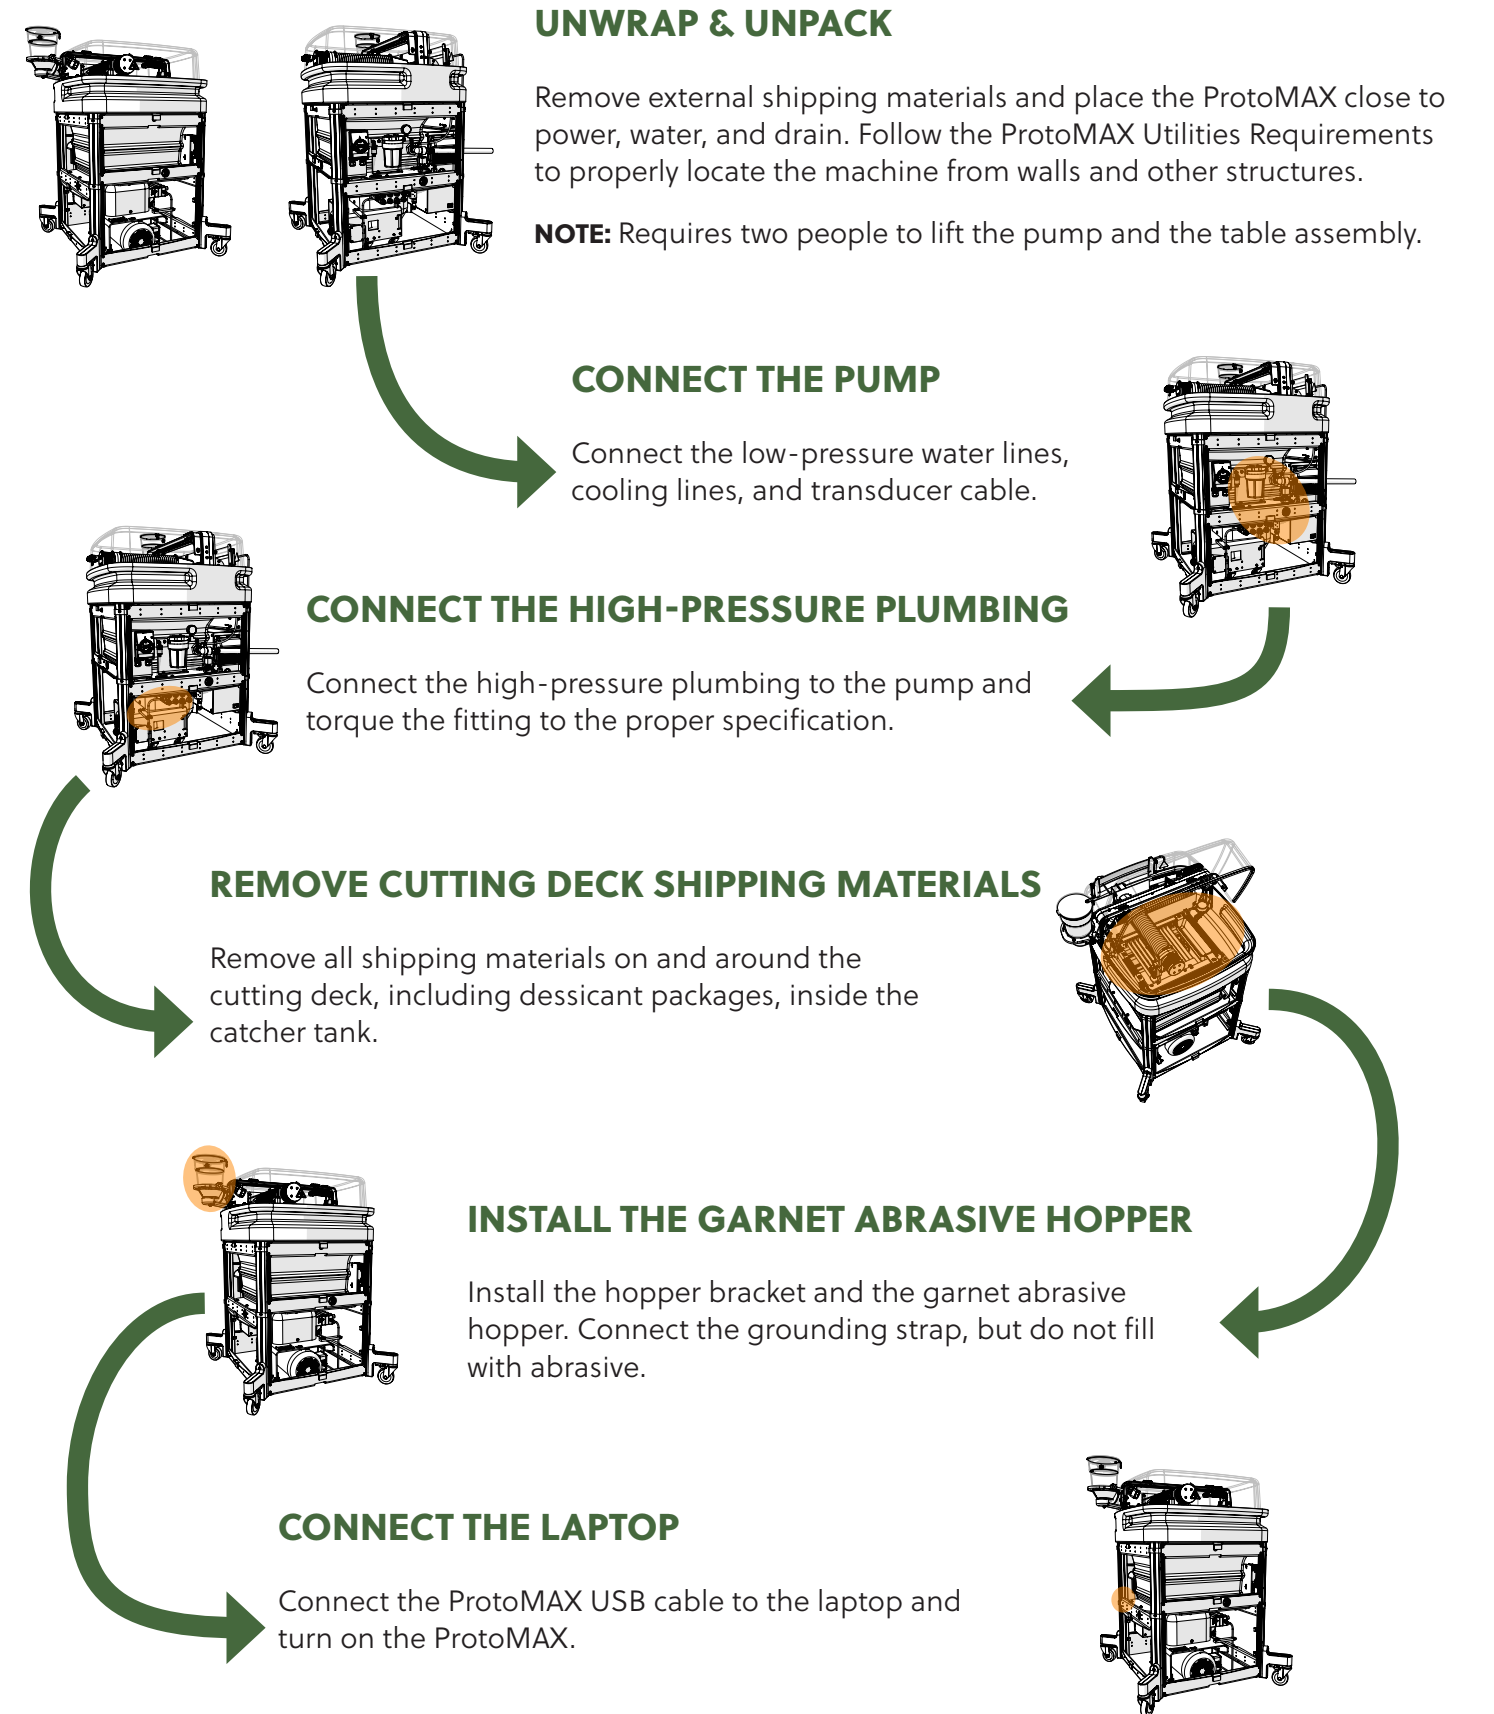 UNWRAP & UNPACK
Remove external shipping materials and place the ProtoMAX close to
power, water, and drain. Follow the ProtoMAX Utilities Requirements
to properly locate the machine from walls and other structures.
NOTE: Requires two people to lift the pump and the table assembly.
CONNECT THE PUMP
Connect the low-pressure water lines,
cooling lines, and transducer cable.
CONNECT THE HIGH-PRESSURE PLUMBING
Connect the high-pressure plumbing to the pump and
torque the fitting to the proper specification.
REMOVE CUTTING DECK SHIPPING MATERIALS
Remove all shipping materials on and around the
cutting deck, including dessicant packages, inside the
catcher tank.
INSTALL THE GARNET ABRASIVE HOPPER
Install the hopper bracket and the garnet abrasive
hopper. Connect the grounding strap, but do not fill
with abrasive.
CONNECT THE LAPTOP
Connect the ProtoMAX USB cable to the laptop and
turn on the ProtoMAX.